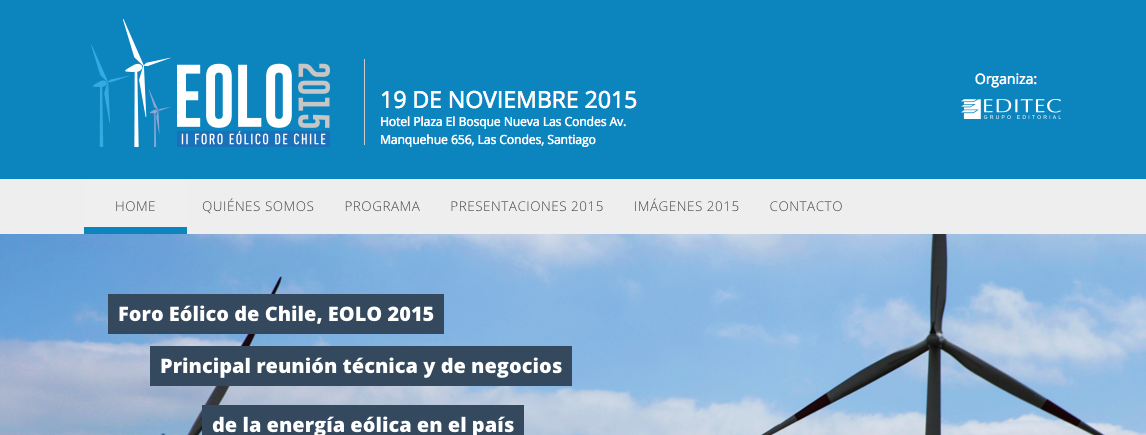 EOLO 2015
II FORO EÓLICO DE CHILE
19 DE NOVIEMBRE 2015
Hotel Plaza El Bosque Nueva Las Condes Av.
Manquehue 656, Las Condes, Santiago
Organiza:
EDITEC
GRUPO EDITORIAL
HOME
QUIÉNES SOMOS
PROGRAMA
PRESENTACIONES 2015
IMÁGENES 2015
CONTACTO
Foro Eólico de Chile, EOLO 2015
Principal reunión técnica y de negocios
de la energía eólica en el país